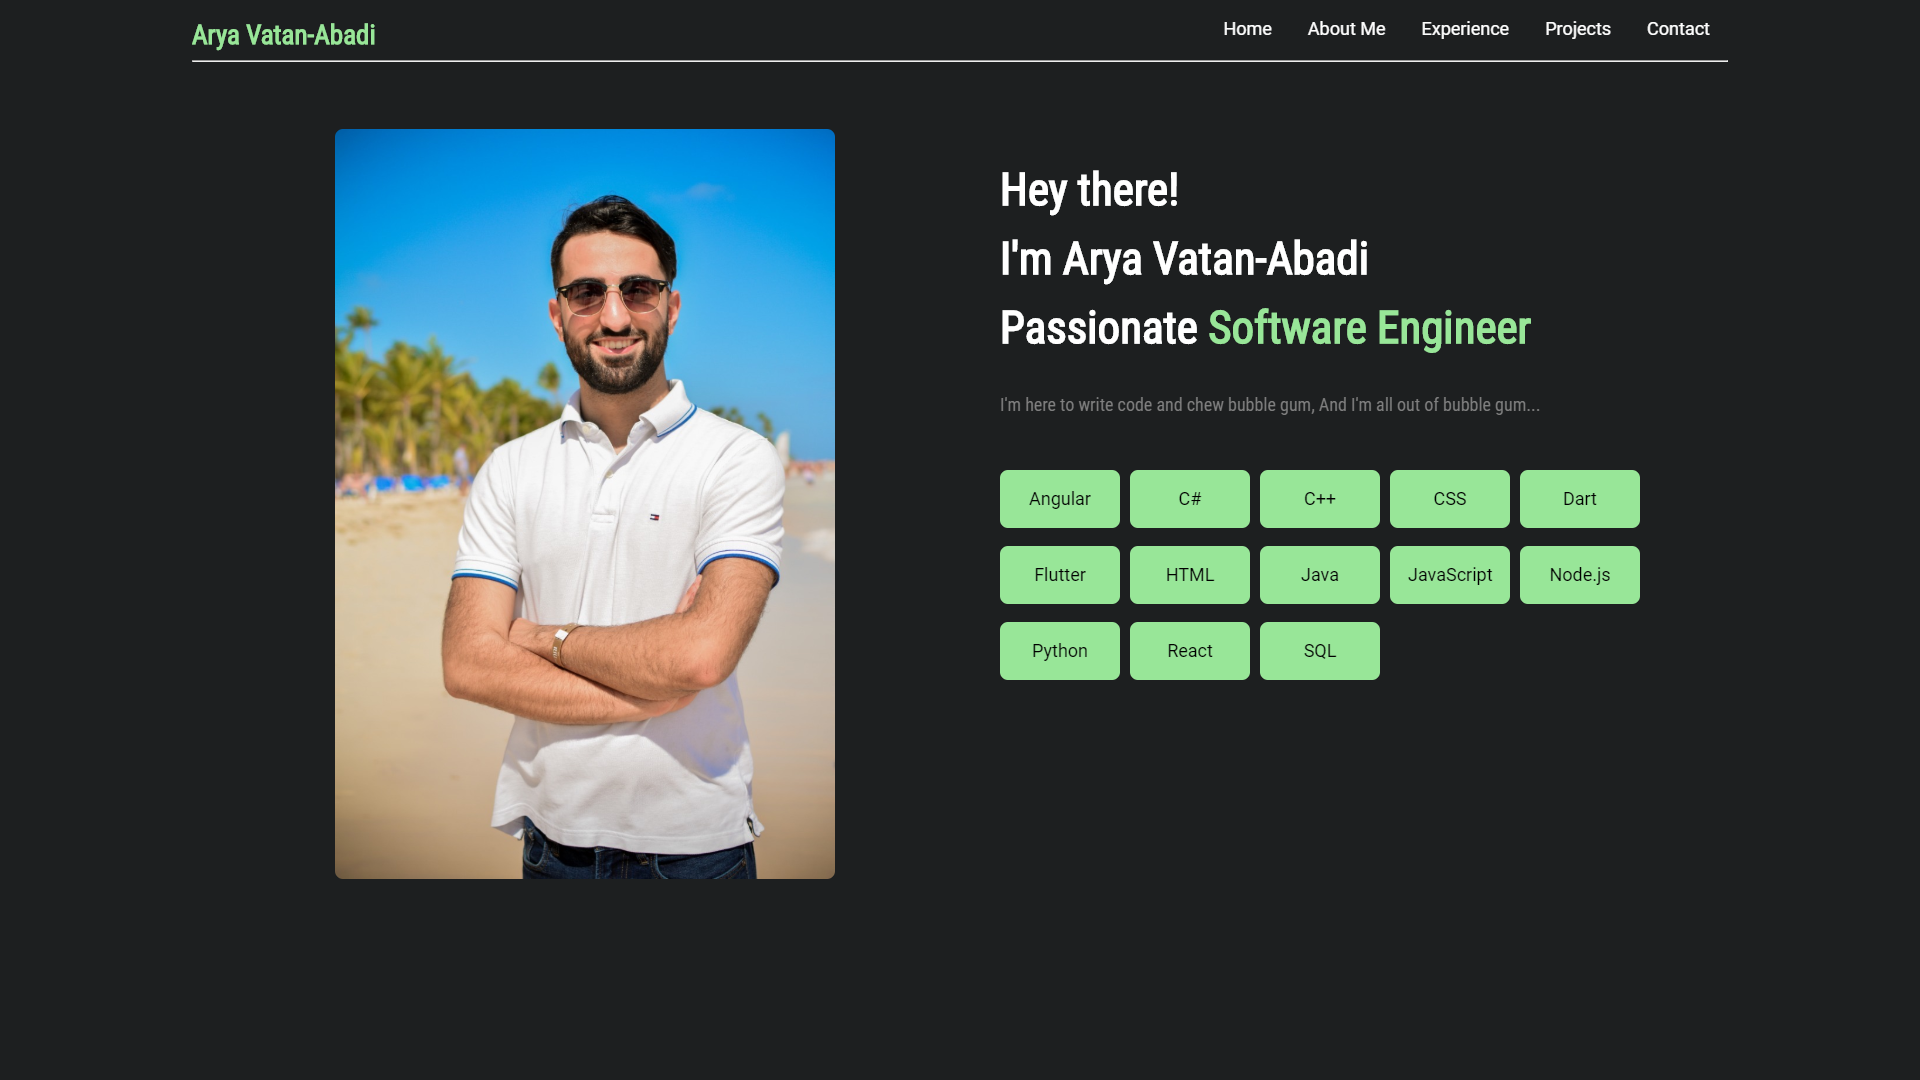 Arya Vatan-Abadi
Home About Me Experience Projects Contact
Hey there!
I'm Arya Vatan-Abadi
Passionate Software Engineer
I'm here to write code and chew bubble gum, And I'm all out of bubble gum...
Angular C# C++ CSS Dart
Flutter HTML Java JavaScript Node.js
Python React SQL